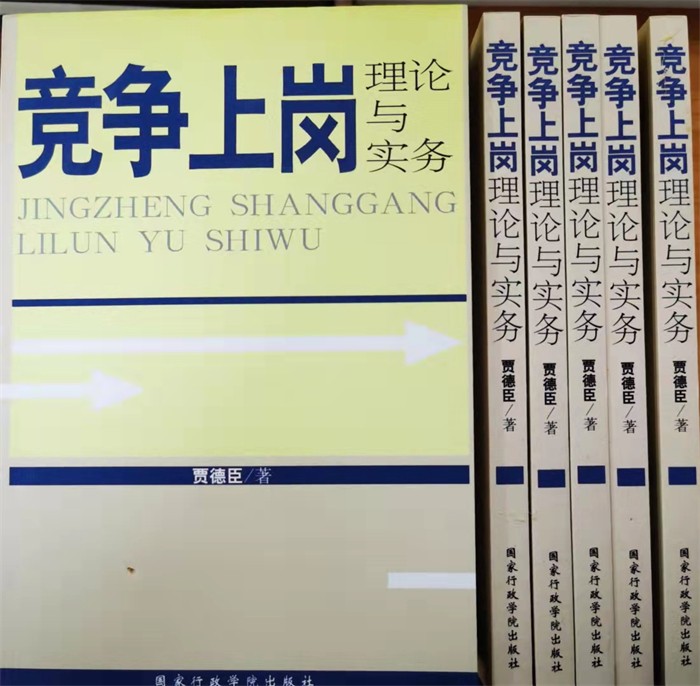 竞争上岗理论
与
实务
JINGZHENG SHANGGANG
LILUN YU SHIWU
贾德臣/著
国家行政学院出版社
竞争上岗理论与实务
贾德臣/著
国家行政学院出版社
竞争上岗理论与实务
贾德臣/著
国家行政学院出版社
竞争上岗理论与实务
贾德臣/著
国家行政学院出版社
竞争上岗理论与实务
贾德臣/著
国家行政学院出版社
竞争上岗理论与实务
贾德臣/著
国家行政学院出版社